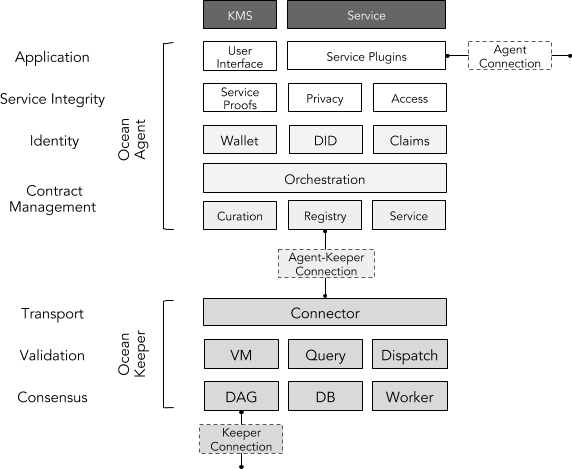 KMS
Service
Application
User
Interface
Service Plugins
Agent
Connection
Service Integrity
Service
Proofs
Privacy
Access
Ocean
Agent
Identity
Wallet
DID
Claims
Orchestration
Contract
Management
Curation
Registry
Service
Agent-Keeper
Connection
Transport
Connector
Ocean
Keeper
Validation
VM
Query
Dispatch
Consensus
DAG
DB
Worker
Keeper
Connection